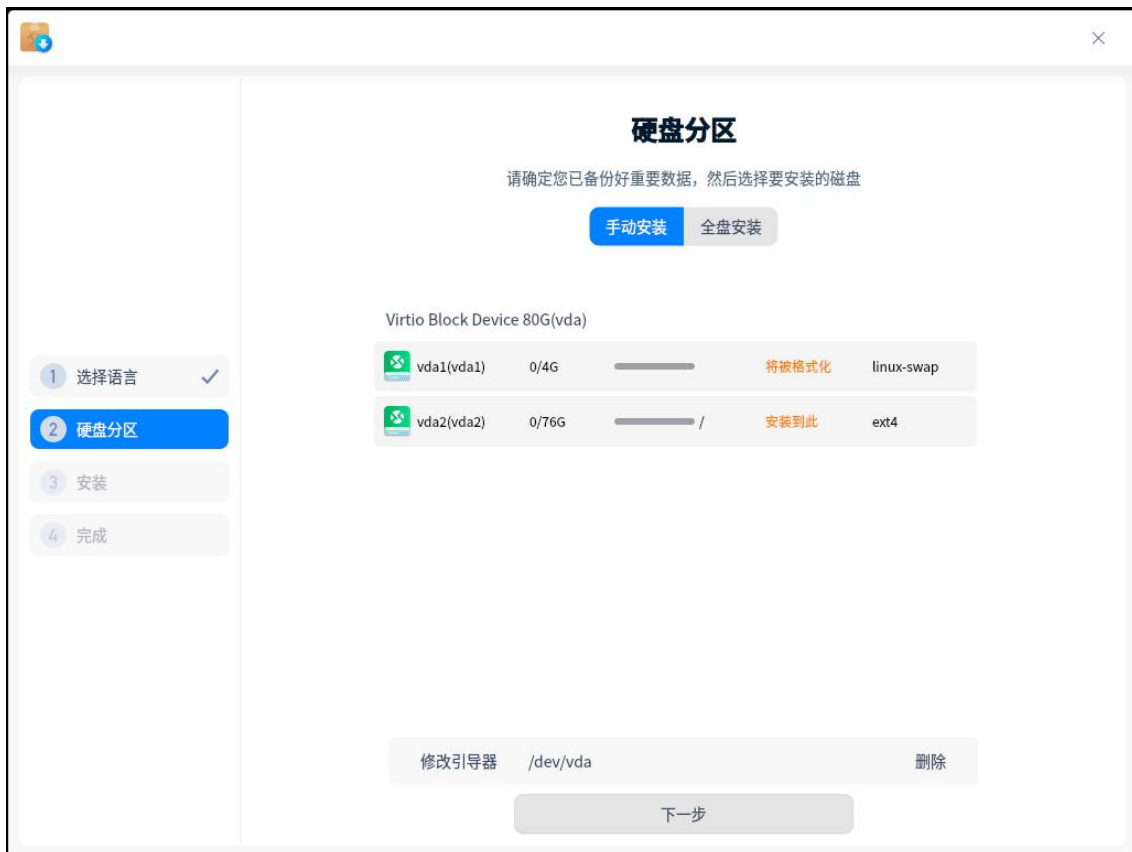 硬盘分区
请确定您已备份好重要数据，然后选择要安装的磁盘
手动安装 全盘安装
Virtio Block Device 80G(vda)
vda1(vda1) 0/4G 将被格式化 linux-swap
vda2(vda2) 0/76G / 安装到此 ext4
1 选择语言
2 硬盘分区
3 安装
4 完成
修改引导器 /dev/vda 删除
下一步